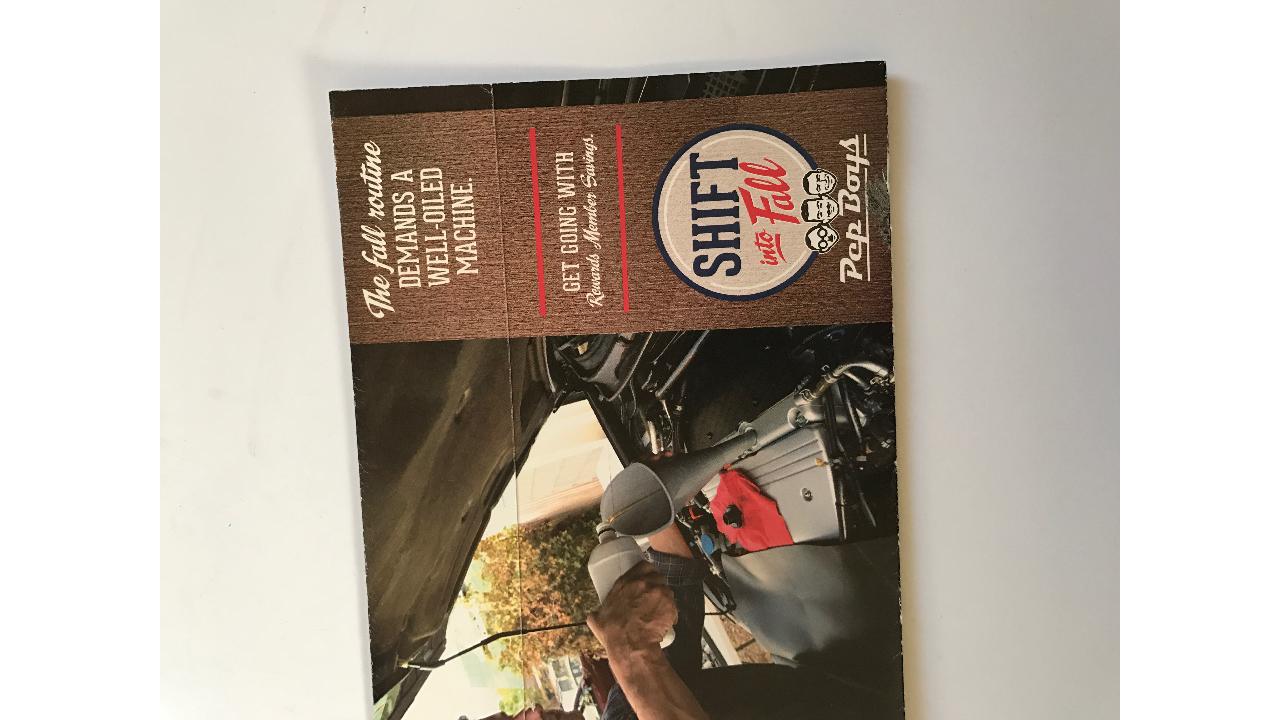 The fall routine
DEMANDS A
WELL-OILED
MACHINE.
GET GOING WITH
Rewards Member Savings.
SHIFT
into Fall
Pep Boys